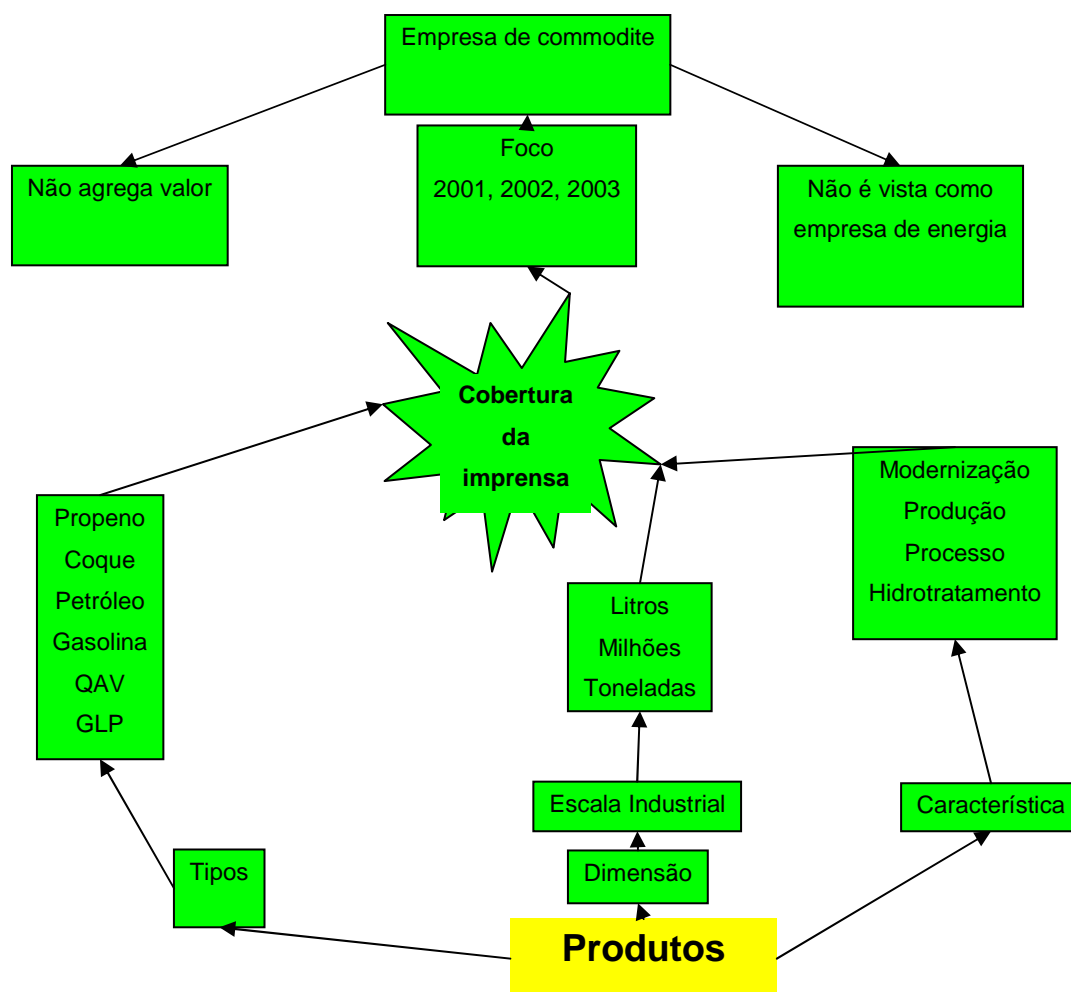 Empresa de commodite
Não agrega valor
Foco
2001, 2002, 2003
Não é vista como
empresa de energia
Cobertura
da
imprensa
Propeno
Coque
Petróleo
Gasolina
QAV
GLP
Litros
Milhões
Toneladas
Modernização
Produção
Processo
Hidrotratamento
Escala Industrial
Característica
Tipos
Dimensão
Produtos